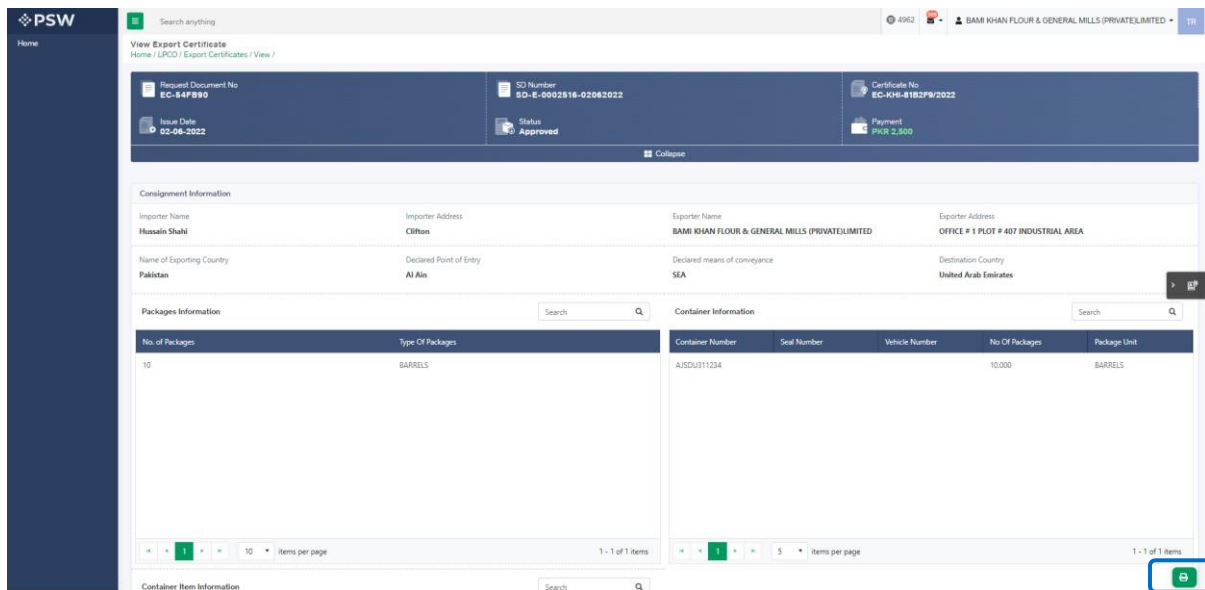 PSW
Search anything
4962
BAMI KHAN FLOUR & GENERAL MILLS (PRIVATE)LIMITED
TR
Home
View Export Certificate
Home / LPCO / Export Certificates / View /
Request Document No
EC-54FB90
SD Number
SD-E-0002516-02062022
Certificate No
EC-KHI-81B2F9/2022
Issue Date
02-06-2022
Status
Approved
Payment
PKR 2,500
Collapse
Consignment Information
Importer Name
Hussain Shahi
Importer Address
Clifton
Exporter Name
BAMI KHAN FLOUR & GENERAL MILLS (PRIVATE)LIMITED
Exporter Address
OFFICE # 1 PLOT # 407 INDUSTRIAL AREA
Name of Exporting Country
Pakistan
Declared Point of Entry
Al Ain
Declared means of conveyance
SEA
Destination Country
United Arab Emirates
Packages Information
Search
No. of Packages Type Of Packages
10 BARRELS
1 10 items per page 1 - 1 of 1 items
Container Information
Search
Container Number Seal Number Vehicle Number No Of Packages Package Unit
AJSDU311234 10.000 BARRELS
1 5 items per page 1 - 1 of 1 items
Container Item Information
Search